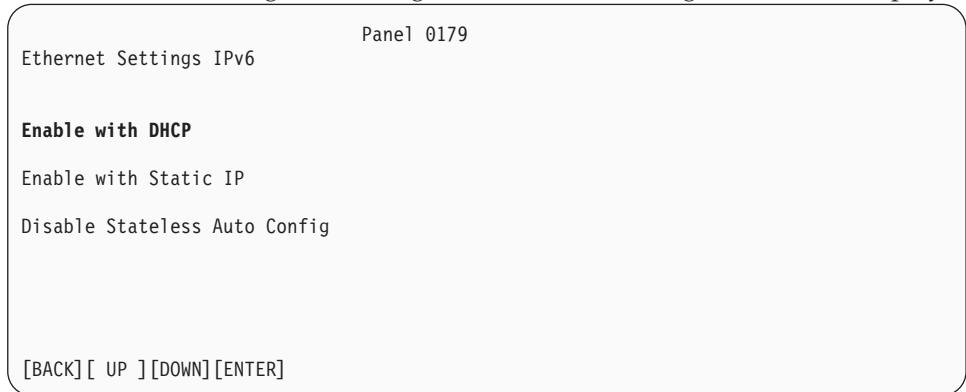 Panel 0179
Ethernet Settings IPv6
Enable with DHCP
Enable with Static IP
Disable Stateless Auto Config
[BACK][ UP ][DOWN][ENTER]